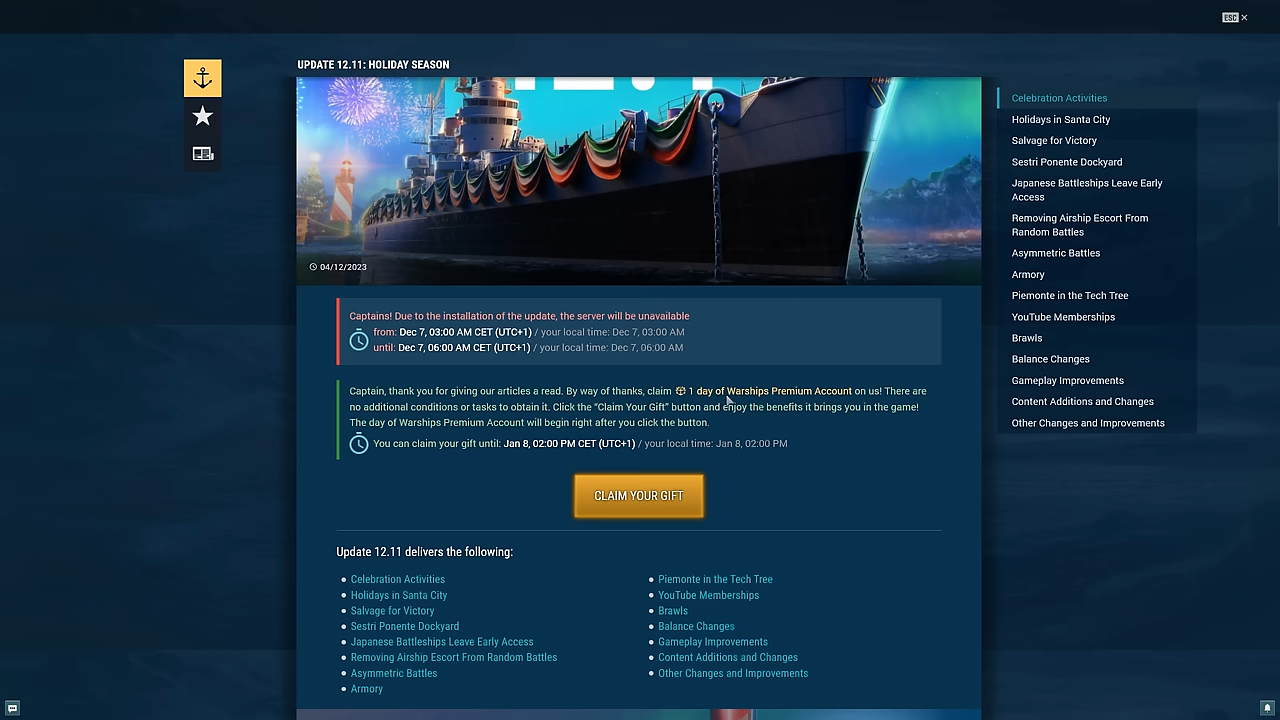 ESC ×
UPDATE 12.11: HOLIDAY SEASON
04/12/2023
Captains! Due to the installation of the update, the server will be unavailable
from: Dec 7, 03:00 AM CET (UTC+1) / your local time: Dec 7, 03:00 AM
until: Dec 7, 06:00 AM CET (UTC+1) / your local time: Dec 7, 06:00 AM
Captain, thank you for giving our articles a read. By way of thanks, claim 1 day of Warships Premium Account on us! There are
no additional conditions or tasks to obtain it. Click the “Claim Your Gift” button and enjoy the benefits it brings you in the game!
The day of Warships Premium Account will begin right after you click the button.
You can claim your gift until: Jan 8, 02:00 PM CET (UTC+1) / your local time: Jan 8, 02:00 PM
CLAIM YOUR GIFT
Update 12.11 delivers the following:
Celebration Activities
Holidays in Santa City
Salvage for Victory
Sestri Ponente Dockyard
Japanese Battleships Leave Early Access
Removing Airship Escort From Random Battles
Asymmetric Battles
Armory
Piemonte in the Tech Tree
YouTube Memberships
Brawls
Balance Changes
Gameplay Improvements
Content Additions and Changes
Other Changes and Improvements
Celebration Activities
Holidays in Santa City
Salvage for Victory
Sestri Ponente Dockyard
Japanese Battleships Leave Early
Access
Removing Airship Escort From
Random Battles
Asymmetric Battles
Armory
Piemonte in the Tech Tree
YouTube Memberships
Brawls
Balance Changes
Gameplay Improvements
Content Additions and Changes
Other Changes and Improvements